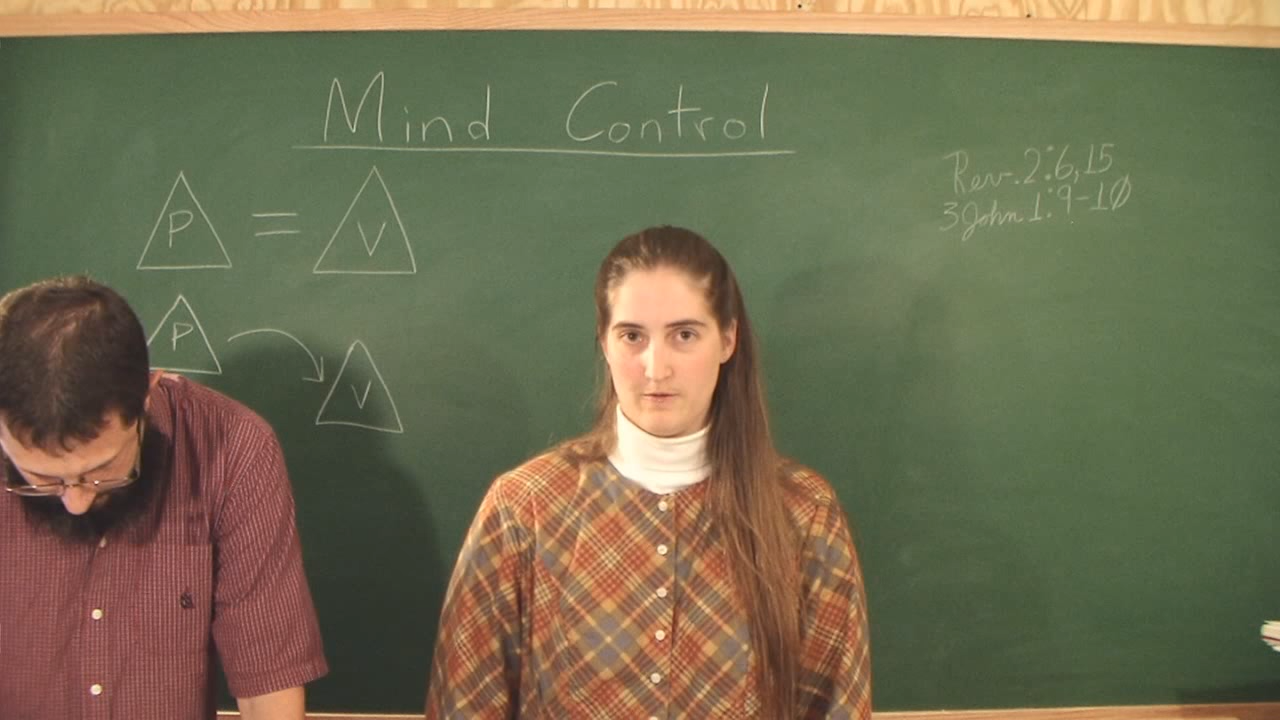 Mind Control
P = V
P V
Rev. 2:6,15
3 John 1:9-10